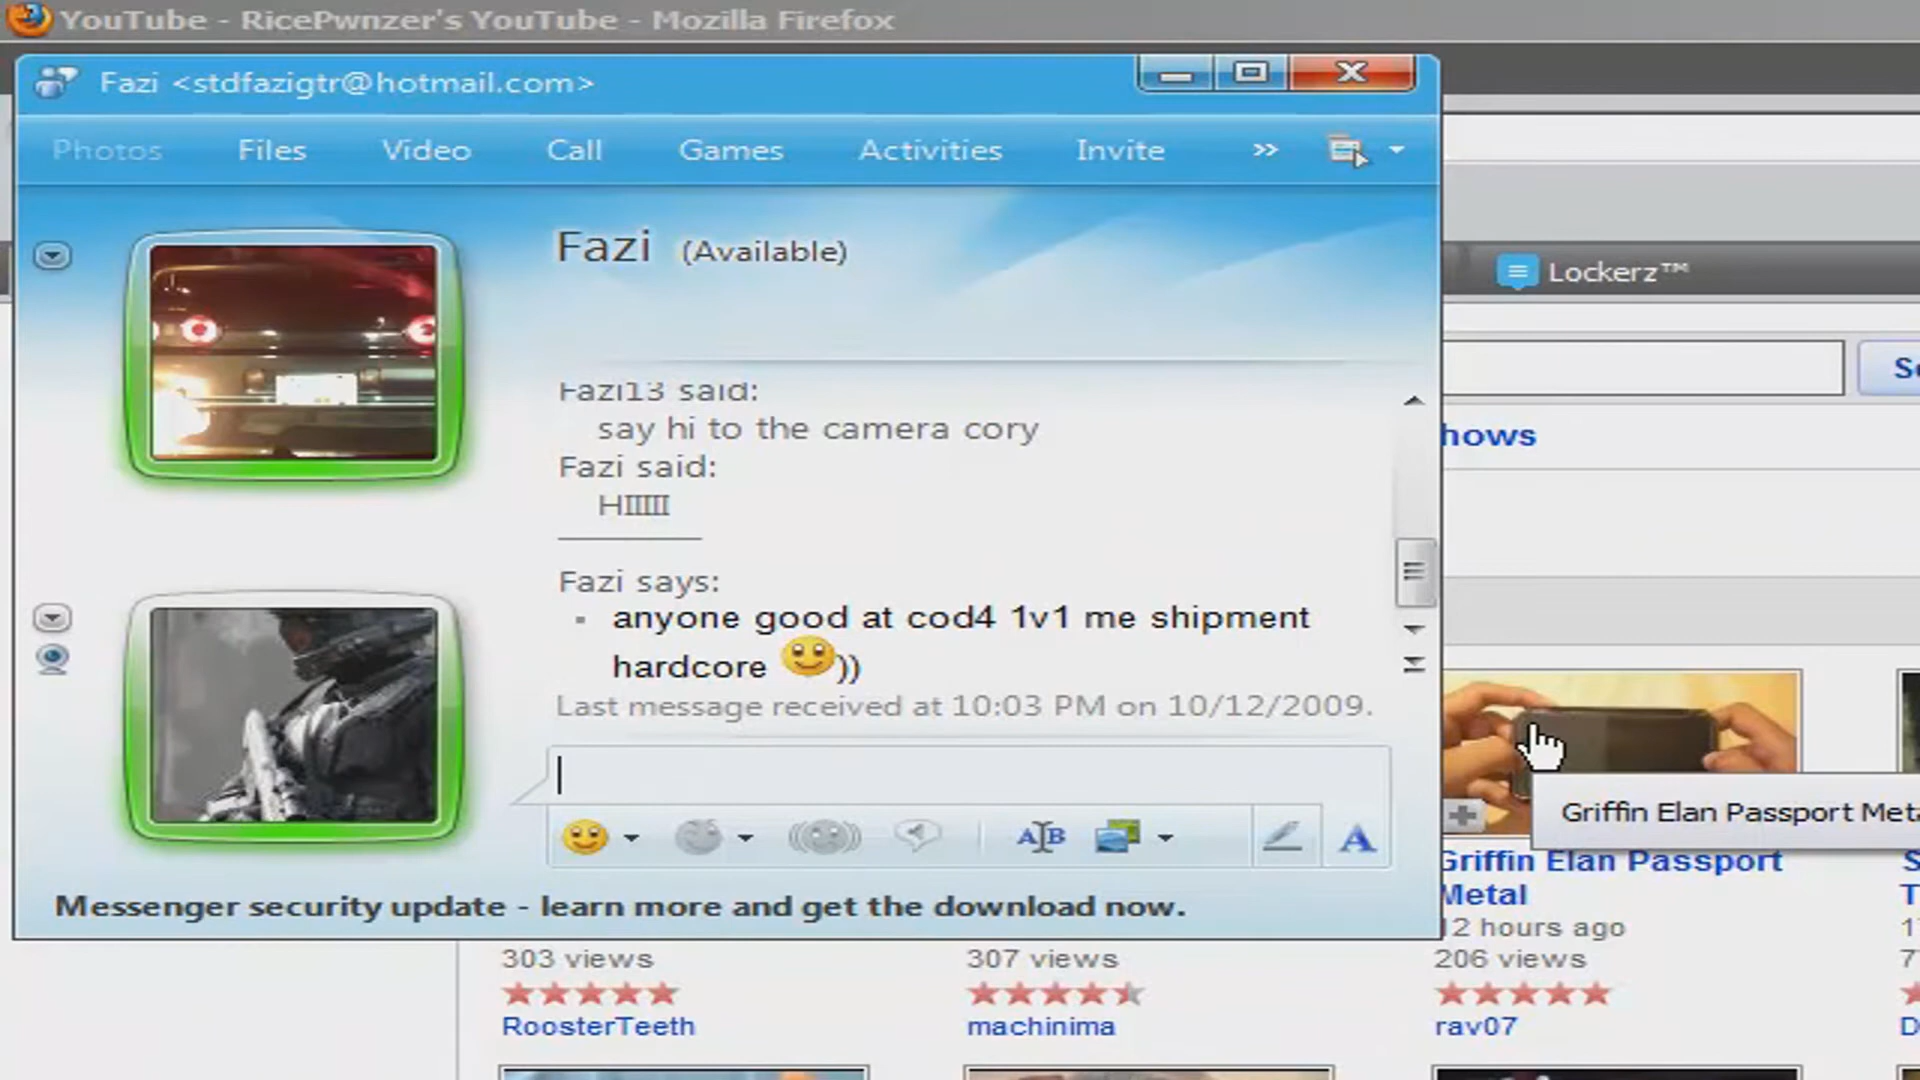 YouTube - RicePwnzer's YouTube - Mozilla Firefox
Fazi <stdfazigtr@hotmail.com>
Photos Files Video Call Games Activities Invite »
Fazi (Available)
Lockerz™
Fazi13 said:
say hi to the camera cory
Fazi said:
HIIIII
Fazi says:
anyone good at cod4 1v1 me shipment
hardcore ))
Last message received at 10:03 PM on 10/12/2009.
Messenger security update - learn more and get the download now.
hows
Griffin Elan Passport Meta
Griffin Elan Passport
Metal
12 hours ago
303 views
307 views
206 views
RoosterTeeth
machinima
rav07